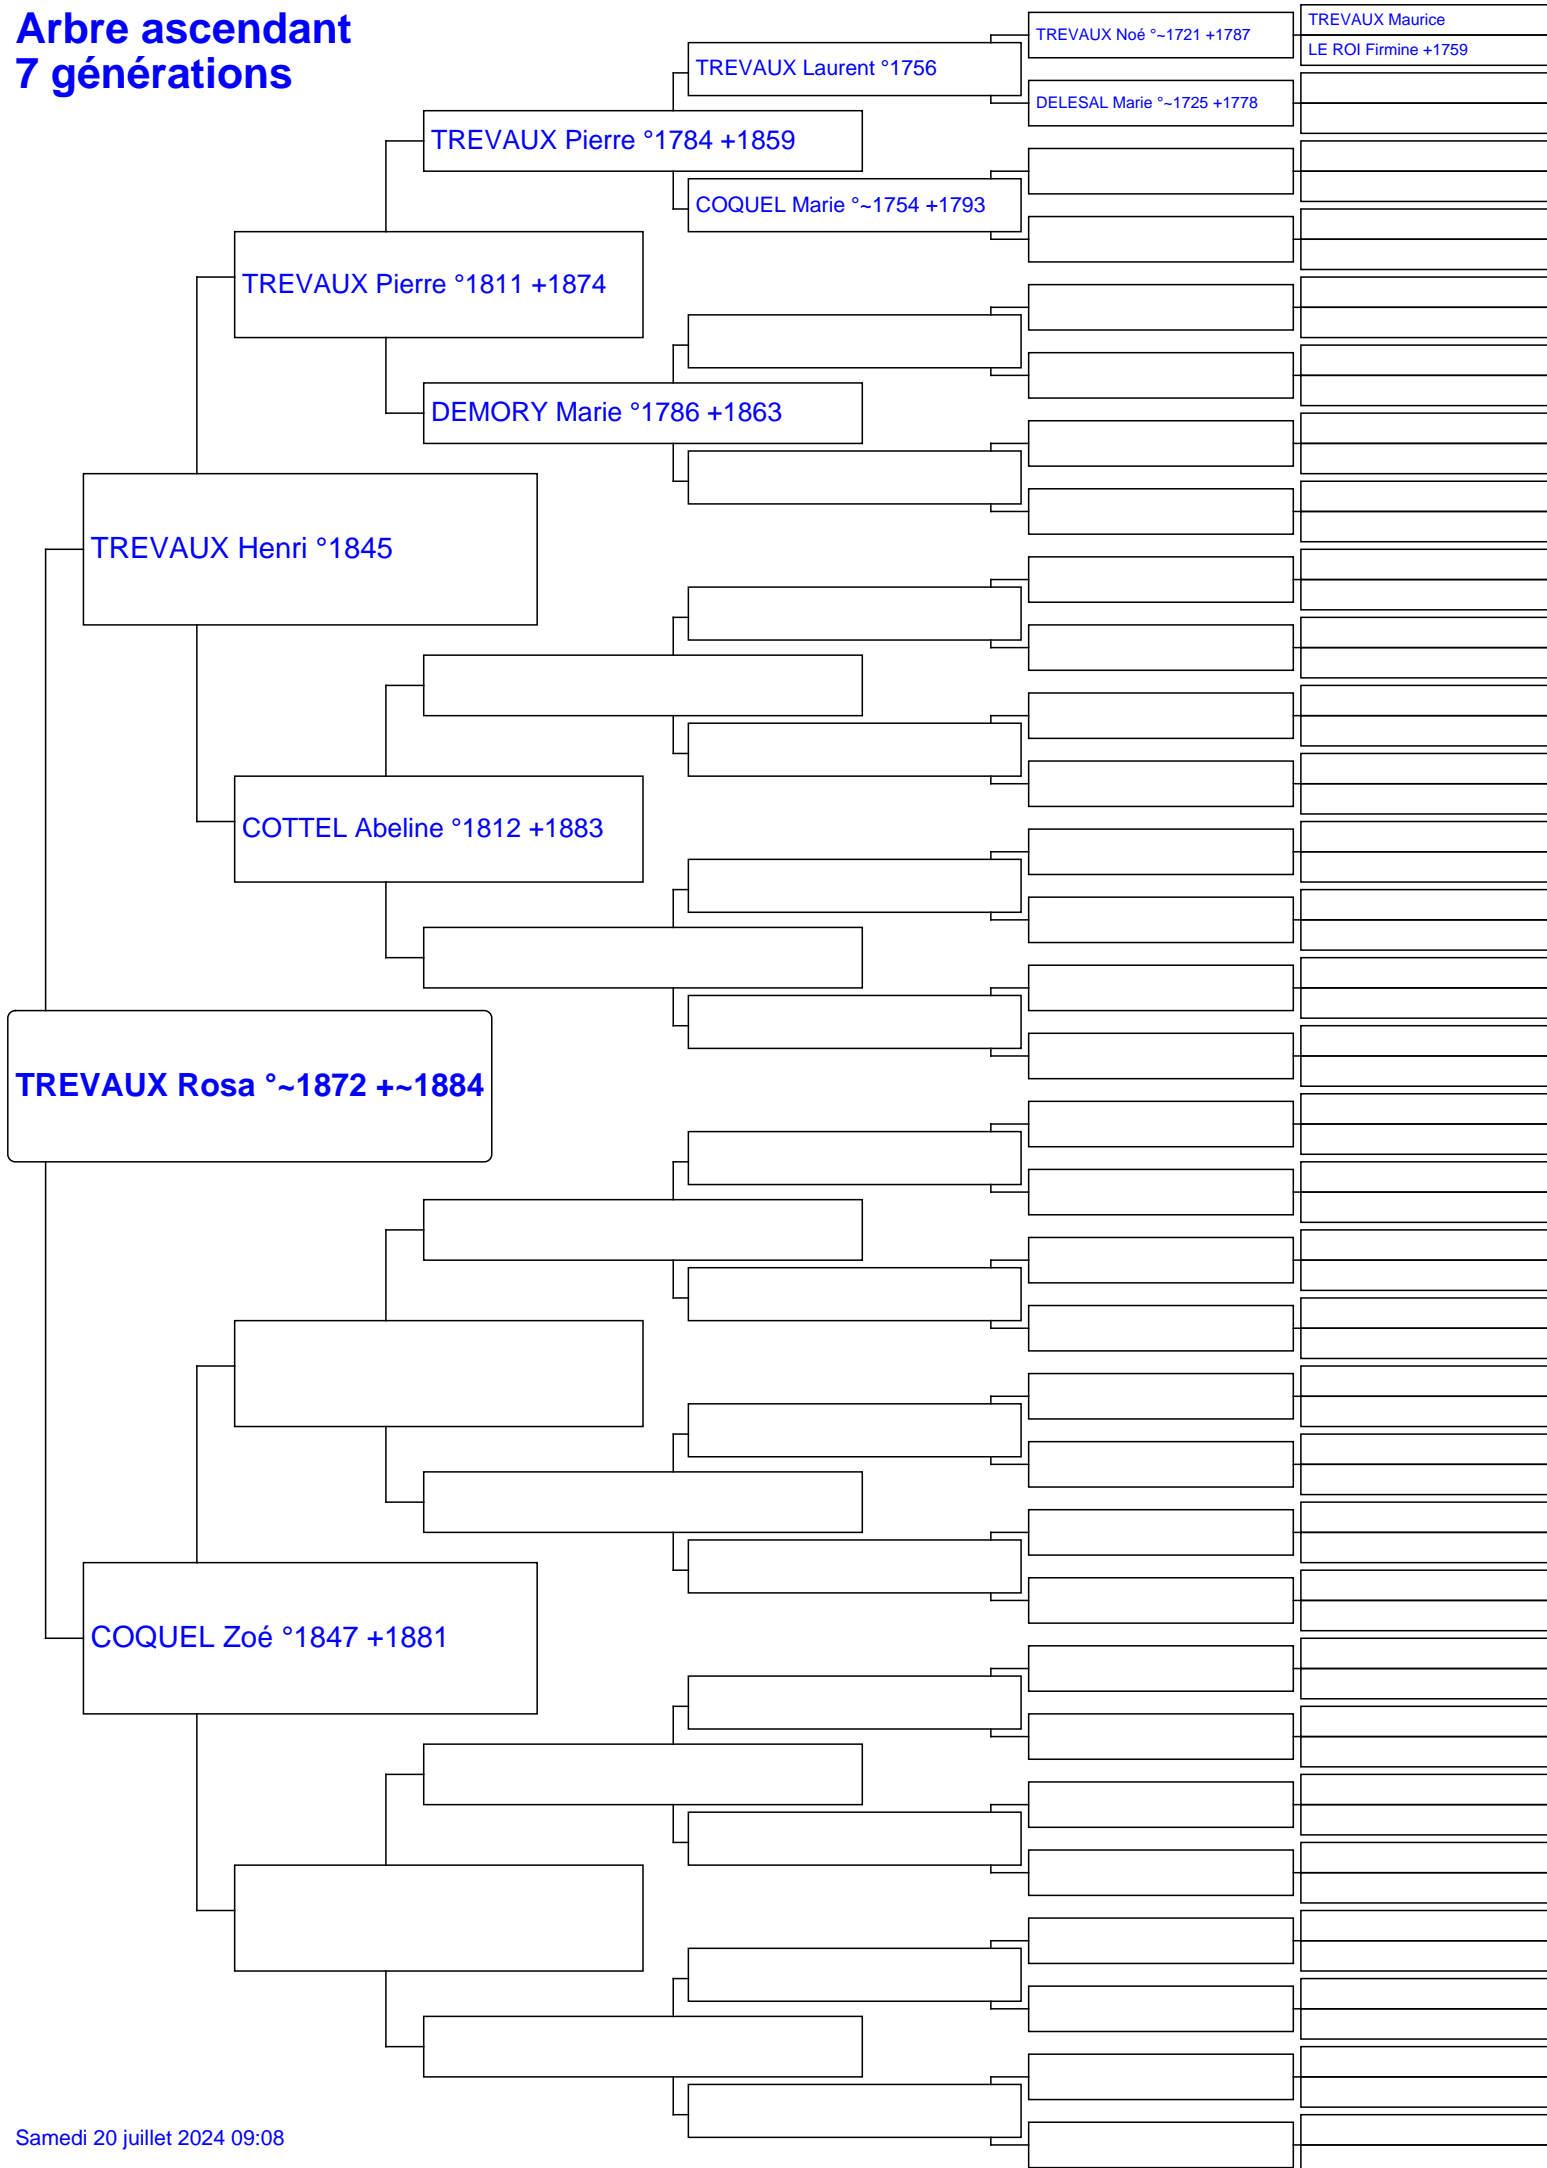 Arbre ascendant
7 générations
TREVAUX Maurice
TREVAUX Noé °~1721 +1787
LE ROI Firmine +1759
TREVAUX Laurent °1756
DELESAL Marie °~1725 +1778
TREVAUX Pierre °1784 +1859
COQUEL Marie °~1754 +1793
TREVAUX Pierre °1811 +1874
DEMORY Marie °1786 +1863
TREVAUX Henri °1845
COTTEL Abeline °1812 +1883
TREVAUX Rosa °~1872 +~1884
COQUEL Zoé °1847 +1881
Samedi 20 juillet 2024 09:08